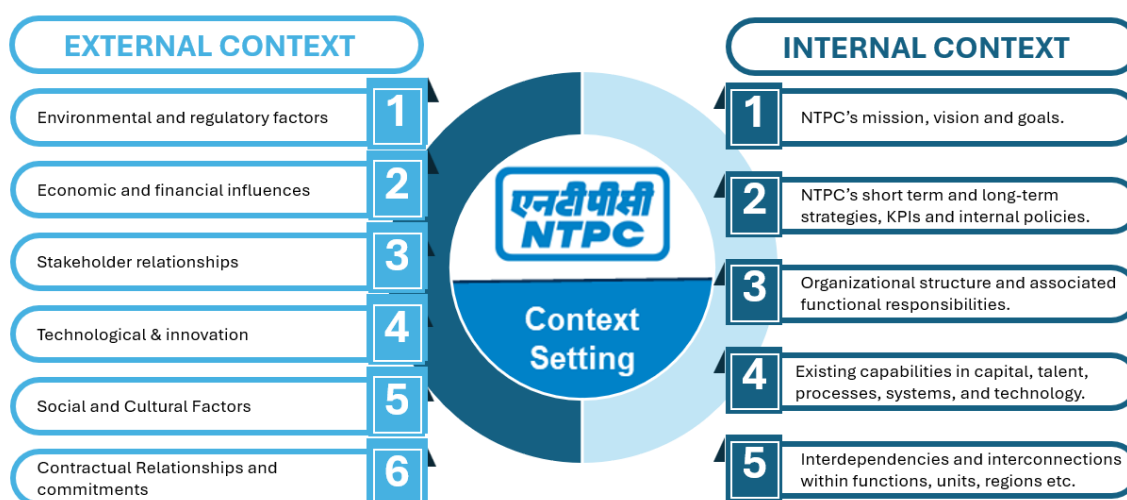 EXTERNAL CONTEXT
1
Environmental and regulatory factors
2
Economic and financial influences
3
Stakeholder relationships
4
Technological & innovation
5
Social and Cultural Factors
6
Contractual Relationships and
commitments
एनटीपीसी
NTPC
Context
Setting
INTERNAL CONTEXT
1
NTPC’s mission, vision and goals.
2
NTPC’s short term and long-term
strategies, KPIs and internal policies.
3
Organizational structure and associated
functional responsibilities.
4
Existing capabilities in capital, talent,
processes, systems, and technology.
5
Interdependencies and interconnections
within functions, units, regions etc.